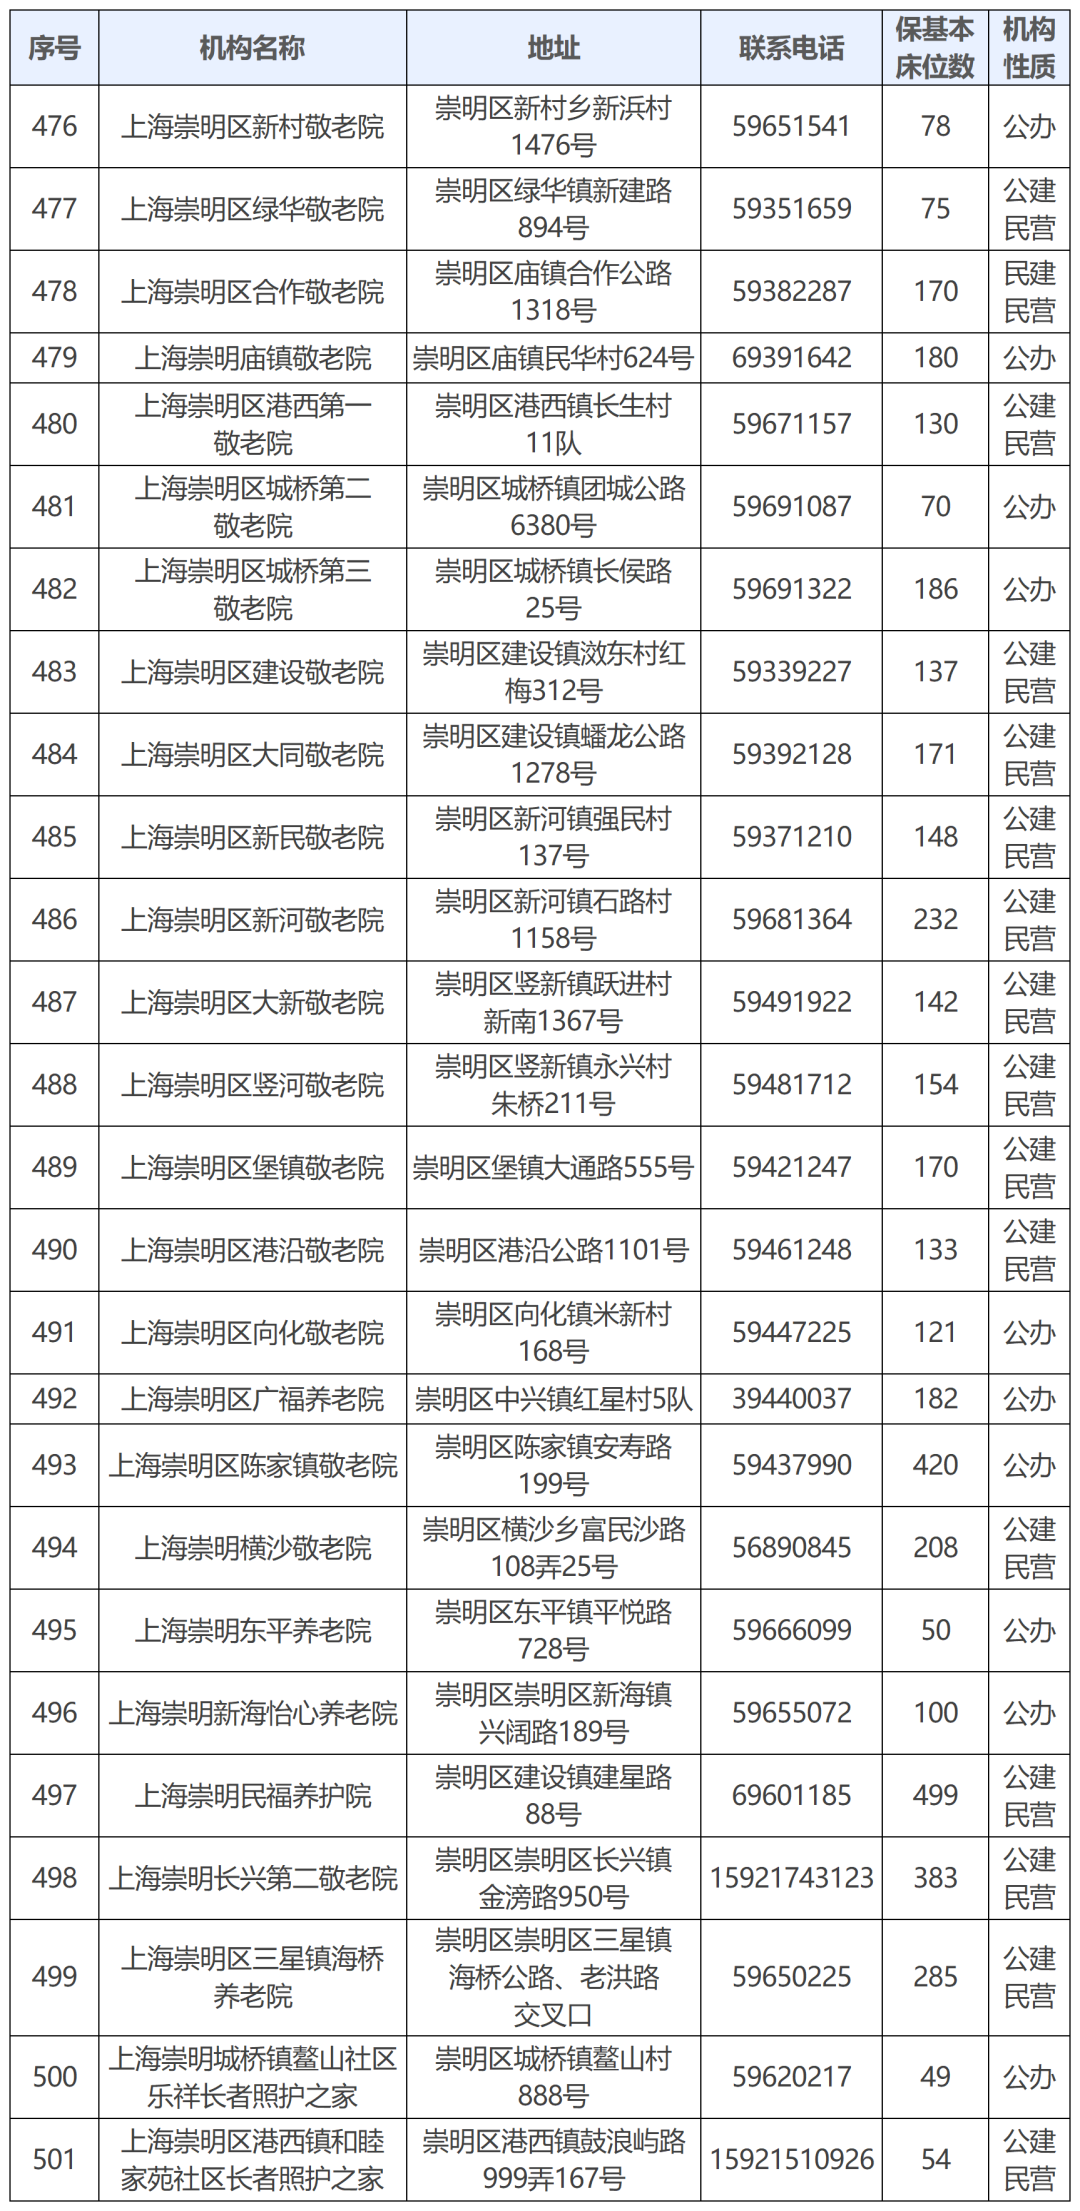 序号 机构名称 地址 联系电话 保基本 机构
床位数 性质
476 上海崇明区新村敬老院 崇明区新村乡新浜村 59651541 78 公办
1476号
477 上海崇明区绿华敬老院 崇明区绿华镇新建路 59351659 75 公建
894号 民营
478 上海崇明区合作敬老院 崇明区庙镇合作公路 59382287 170 民建
1318号 民营
479 上海崇明庙镇敬老院 崇明区庙镇民华村624号 69391642 180 公办
480 上海崇明区港西第一 崇明区港西镇长生村 59671157 130 公建
敬老院 11队 民营
481 上海崇明区城桥第二 崇明区城桥镇团城公路 59691087 70 公办
敬老院 6380号
482 上海崇明区城桥第三 崇明区城桥镇长侯路 59691322 186 公办
敬老院 25号
483 上海崇明区建设敬老院 崇明区建设镇滧东村红 59339227 137 公建
梅312号 民营
484 上海崇明区大同敬老院 崇明区建设镇蟠龙公路 59392128 171 公建
1278号 民营
485 上海崇明区新民敬老院 崇明区新河镇强民村 59371210 148 公建
137号 民营
486 上海崇明区新河敬老院 崇明区新河镇石路村 59681364 232 公建
1158号 民营
487 上海崇明区大新敬老院 崇明区竖新镇跃进村 59491922 142 公建
新南1367号 民营
488 上海崇明区竖河敬老院 崇明区竖新镇永兴村 59481712 154 公建
朱桥211号 民营
489 上海崇明区堡镇敬老院 崇明区堡镇大通路555号 59421247 170 公建
民营
490 上海崇明区港沿敬老院 崇明区港沿公路1101号 59461248 133 公建
民营
491 上海崇明区向化敬老院 崇明区向化镇米新村 59447225 121 公办
168号
492 上海崇明区广福养老院 崇明区中兴镇红星村5队 39440037 182 公办
493 上海崇明区陈家镇敬老院 崇明区陈家镇安寿路 59437990 420 公办
199号
494 上海崇明横沙敬老院 崇明区横沙乡富民沙路 56890845 208 公建
108弄25号 民营
495 上海崇明东平养老院 崇明区东平镇平悦路 59666099 50 公办
728号
496 上海崇明新海怡心养老院 崇明区崇明区新海镇 59655072 100 公办
兴阔路189号
497 上海崇明民福养护院 崇明区建设镇建星路 69601185 499 公建
88号 民营
498 上海崇明长兴第二敬老院 崇明区崇明区长兴镇 15921743123 383 公建
金滂路950号 民营
499 上海崇明区三星镇海桥 崇明区崇明区三星镇 59650225 285 公建
养老院 海桥公路、老洪路 民营
交叉口
500 上海崇明城桥镇鳌山社区 崇明区城桥镇鳌山村 59620217 49 公办
乐祥长者照护之家 888号
501 上海崇明区港西镇和睦 崇明区港西镇鼓浪屿路 15921510926 54 公建
家苑社区长者照护之家 999弄167号 民营